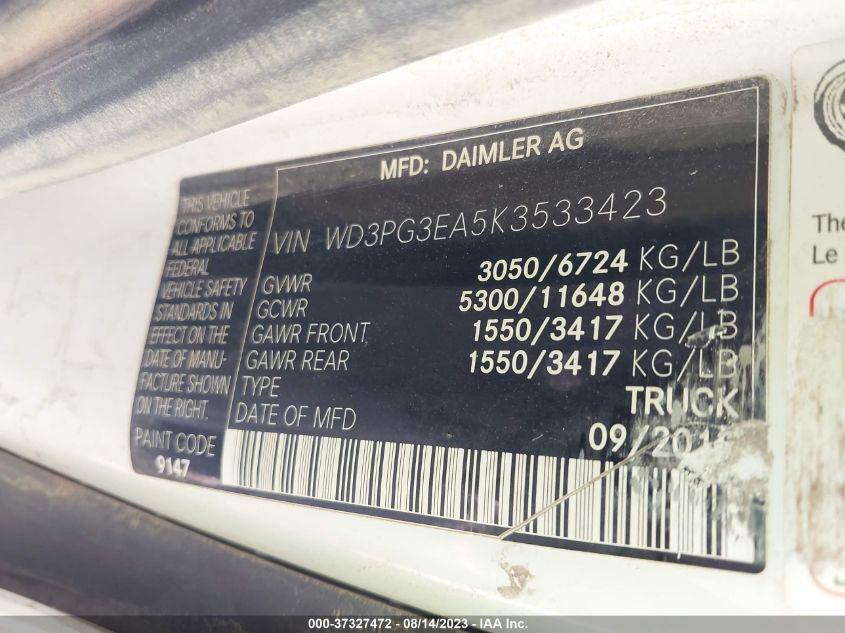 MFD: DAIMLER AG
THIS VEHICLE
CONFORMS TO
ALL APPLICABLE
FEDERAL
VEHICLE SAFETY
STANDARDS IN
EFFECT ON THE
DATE OF MANU-
FACTURE SHOWN
ON THE RIGHT.
PAINT CODE
9147
VIN WD3PG3EA5K3533423
GVWR 3050/6724 KG/LB
GCWR 5300/11648 KG/LB
GAWR FRONT 1550/3417 KG/LB
GAWR REAR 1550/3417 KG/LB
TYPE TRUCK
DATE OF MFD
The
Le
000-37327472 - 08/14/2023 - IAA Inc.